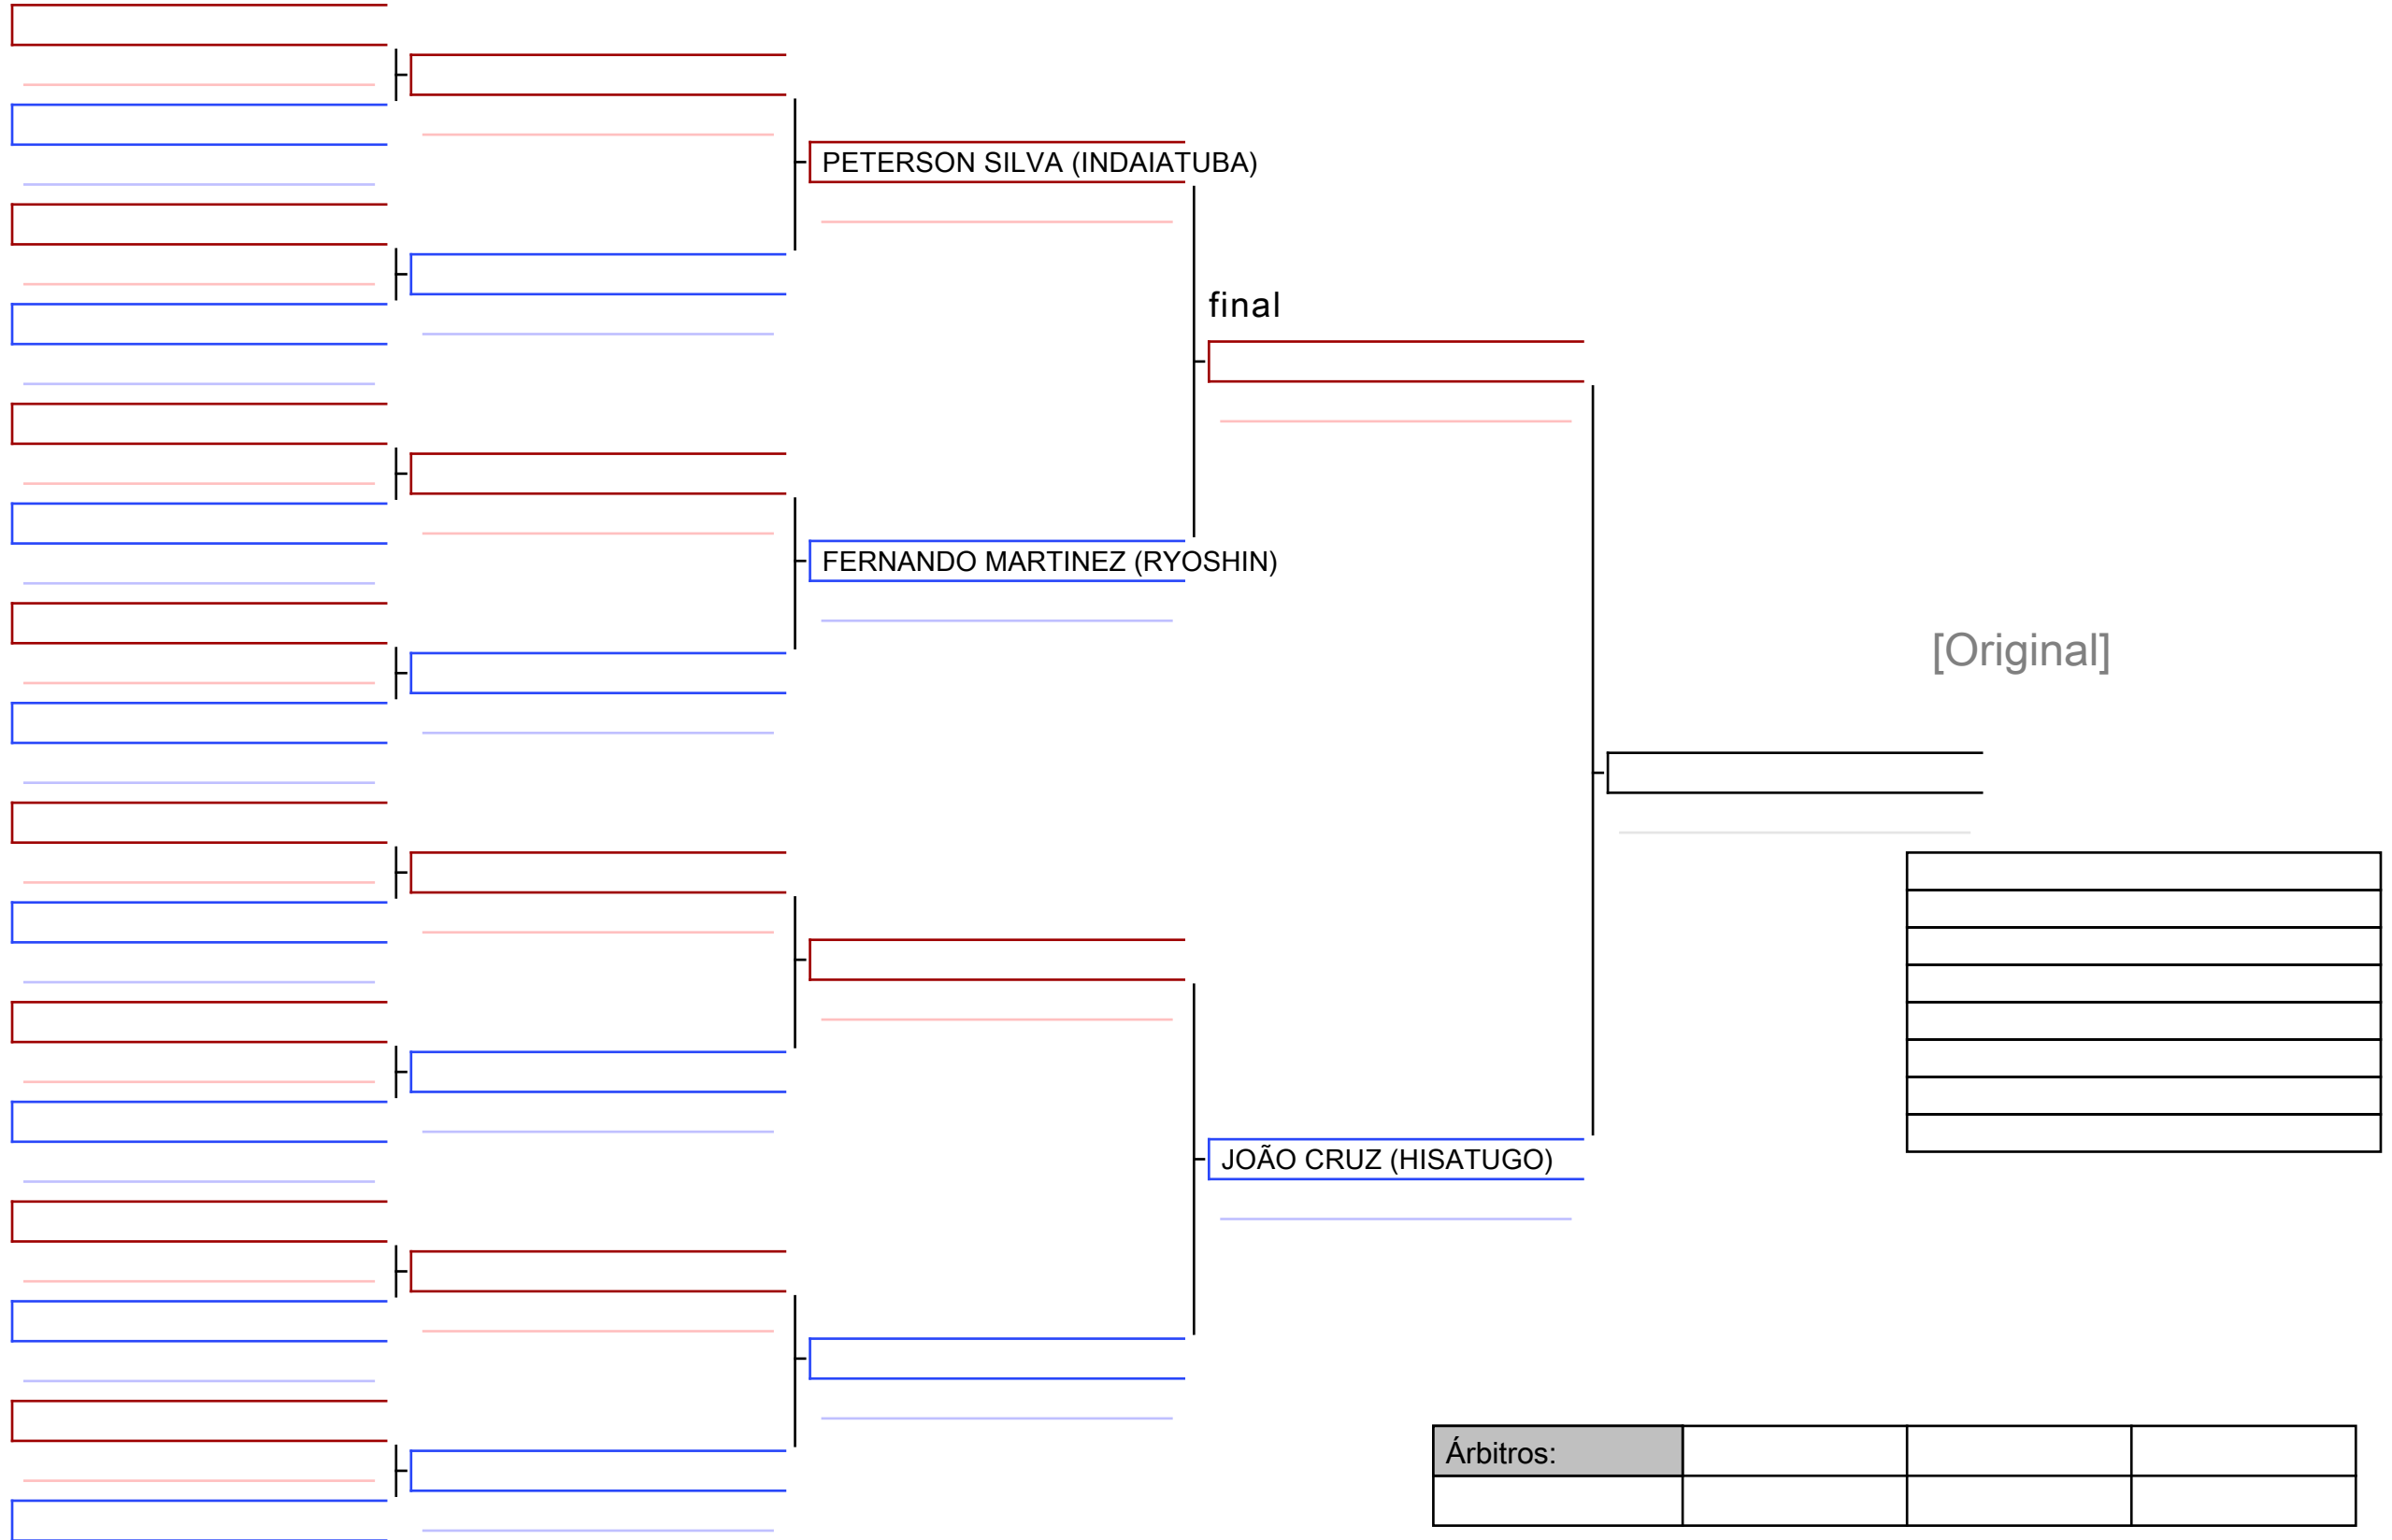 PETERSON SILVA (INDAIATUBA)
final
FERNANDO MARTINEZ (RYOSHIN)
[Original]
JOÃO CRUZ (HISATUGO)
Árbitros: